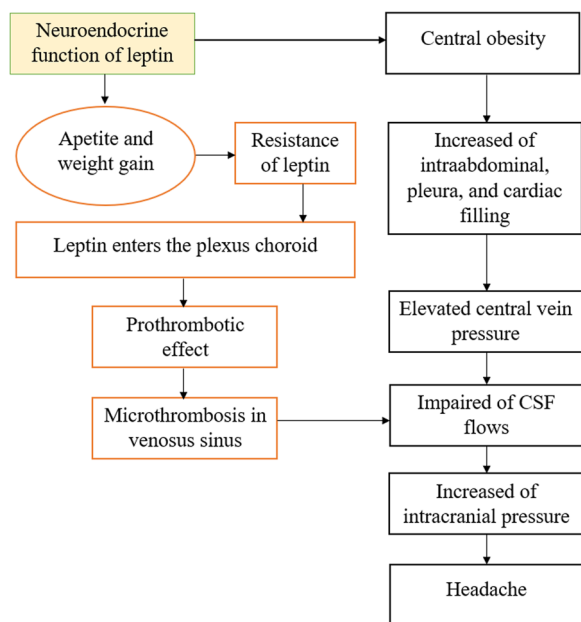 Neuroendocrine
function of leptin
Central obesity
Apetite and
weight gain
Resistance
of leptin
Increased of
intraabdominal,
pleura, and cardiac
filling
Leptin enters the plexus choroid
Prothrombotic
effect
Elevated central vein
pressure
Microthrombosis in
venosus sinus
Impaired of CSF
flows
Increased of
intracranial pressure
Headache